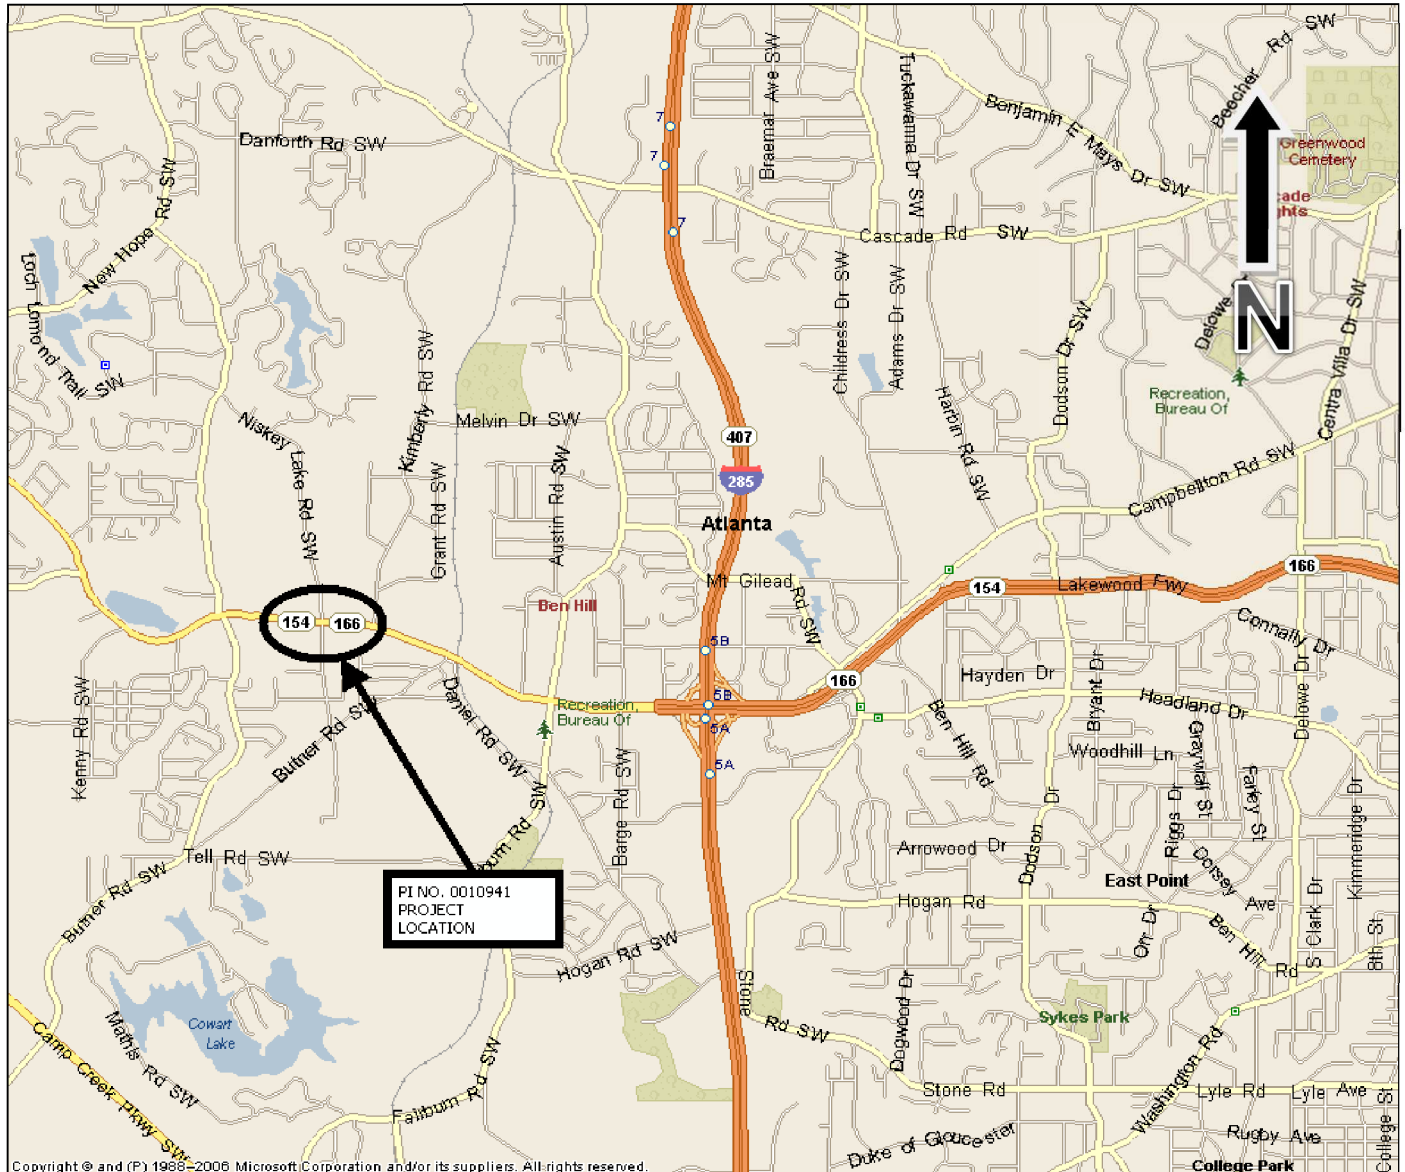 Beecher Rd SW
Tuckawanna Dr SW
Braemar Ave SW
Benjamin E Mays Dr SW
Danforth Rd SW
Greenwood
Cemetery
7
7
cade
ghts
7
New Hope Rd SW
Cascade Rd SW
Loch Lomond Trail SW
Childress Dr SW
Adams Dr SW
Delowe Dr
N
Centra Villa Dr SW
Dodson Dr SW
Kimberly Rd SW
Recreation,
Bureau Of
Harbin Rd SW
Niskey Lake Rd SW
Melvin Dr SW
407
285
Campbellton Rd SW
Grant Rd SW
Austin Rd SW
Atlanta
Mt Gilead Rd SW
166
154
Lakewood Fwy
Ben Hill
154
166
Connally Dr
5B
Hayden Dr
166
Bryant Dr
Delowe Dr
Headland Dr
Kenny Rd SW
Daniel Rd SW
5B
Recreation,
Bureau Of
5A
Ben Hill Rd
Butner Rd SW
Woodhill Ln
Graywall St
5A
Farley St
Riggs Dr
Kimmeridge Dr
Barge Rd SW
Dodson Dr
Arrowood Dr
Tell Rd SW
lburn Rd SW
Dorsey Ave
East Point
PI NO. 0010941
PROJECT
LOCATION
Hogan Rd
Butner Rd SW
Orr Dr
Ben Hill Rd
S Clark Dr
8th St
Hogan Rd SW
Stone Rd SW
Dogwood Dr
Sykes Park
Cowart
Lake
Mathis Rd SW
Camp Creek Pkwy SW
Washington Rd
Stone Rd
Lyle Rd
Lyle Ave
Fairburn Rd SW
Duke of Gloucester
Rugby Ave
College St
College Park
Copyright © and (P) 1988–2006 Microsoft Corporation and/or its suppliers. All rights reserved.